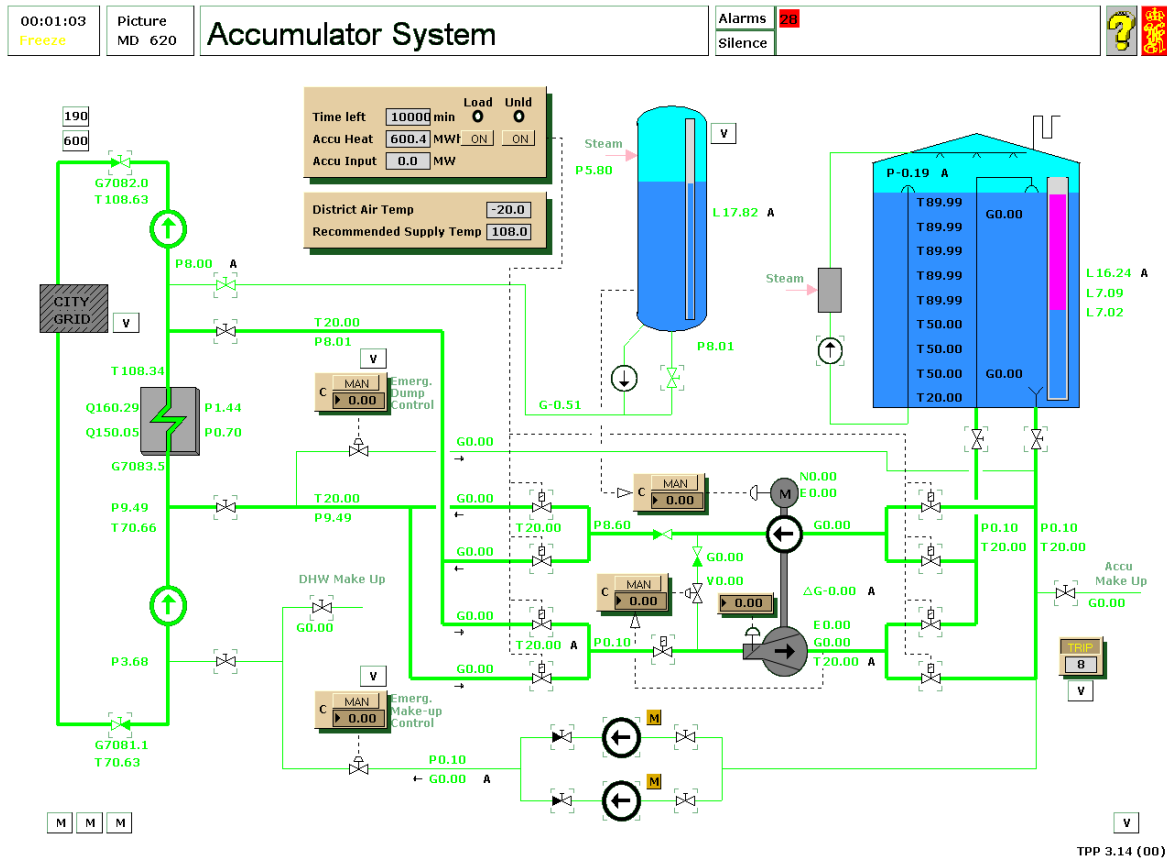 00:01:03
Freeze
Picture
MD 620
Accumulator System
Alarms
28
Silence
?
190
600
Load Unld
Time left 10000 min
Accu Heat 600.4 MWh ON ON
Accu Input 0.0 MW
District Air Temp -20.0
Recommended Supply Temp 108.0
G7082.0
T108.63
P8.00 A
CITY
GRID
V
T20.00
P8.01
T108.34
Q160.29
Q150.05
P1.44
P0.70
G7083.5
P9.49
T70.66
T20.00
P9.49
P3.68
G7081.1
T70.63
V
C MAN
0.00
Emerg.
Dump
Control
DHW Make Up
G0.00
V
C MAN
0.00
Emerg.
Make-up
Control
P0.10
G0.00 A
Steam
P5.80
V
L17.82 A
P8.01
G-0.51
G0.00
G0.00
T20.00
G0.00
G0.00
T20.00 A
G0.00
P8.60
P0.10
C MAN
0.00
M
N0.00
E0.00
G0.00
G0.00
V0.00
C MAN
0.00
0.00
△G-0.00 A
E0.00
G0.00
T20.00 A
M
M
Steam
P-0.19 A
T89.99
T89.99
T89.99
T89.99
T89.99
T50.00
T50.00
T50.00
T20.00
G0.00
G0.00
L16.24 A
L7.09
L7.02
P0.10
T20.00
P0.10
T20.00
Accu
Make Up
G0.00
TRIP
8
V
M M M
V
TPP 3.14 (00)